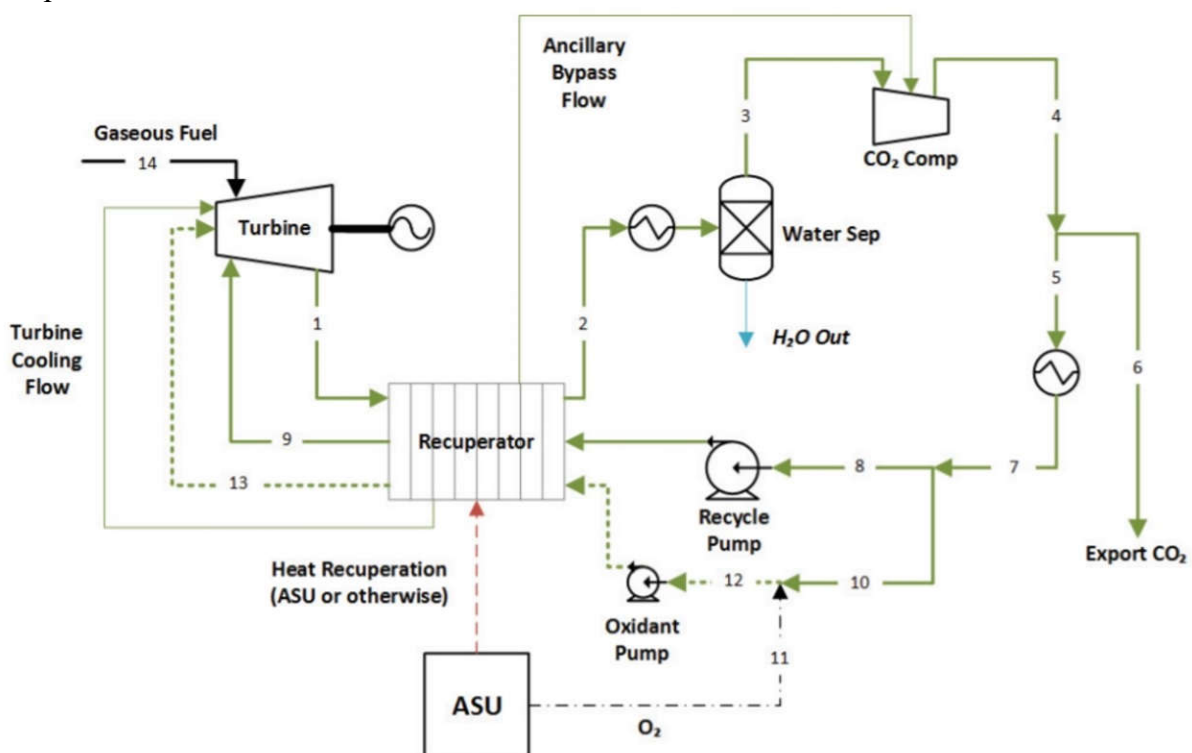 Ancillary
Bypass
Flow
3
4
CO₂ Comp
Gaseous Fuel
14
Turbine
Water Sep
5
1
2
H₂O Out
Turbine
Cooling
Flow
6
9
Recuperator
8
7
13
Recycle
Pump
Export CO₂
Heat Recuperation
(ASU or otherwise)
12
10
Oxidant
Pump
11
ASU
O₂